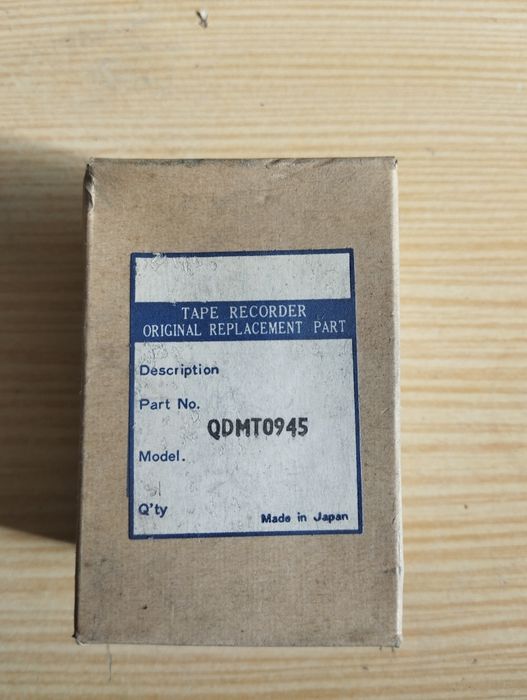 TAPE RECORDER
ORIGINAL REPLACEMENT PART
Description
Part No.
QDMT0945
Model.
Q'ty
Made in Japan